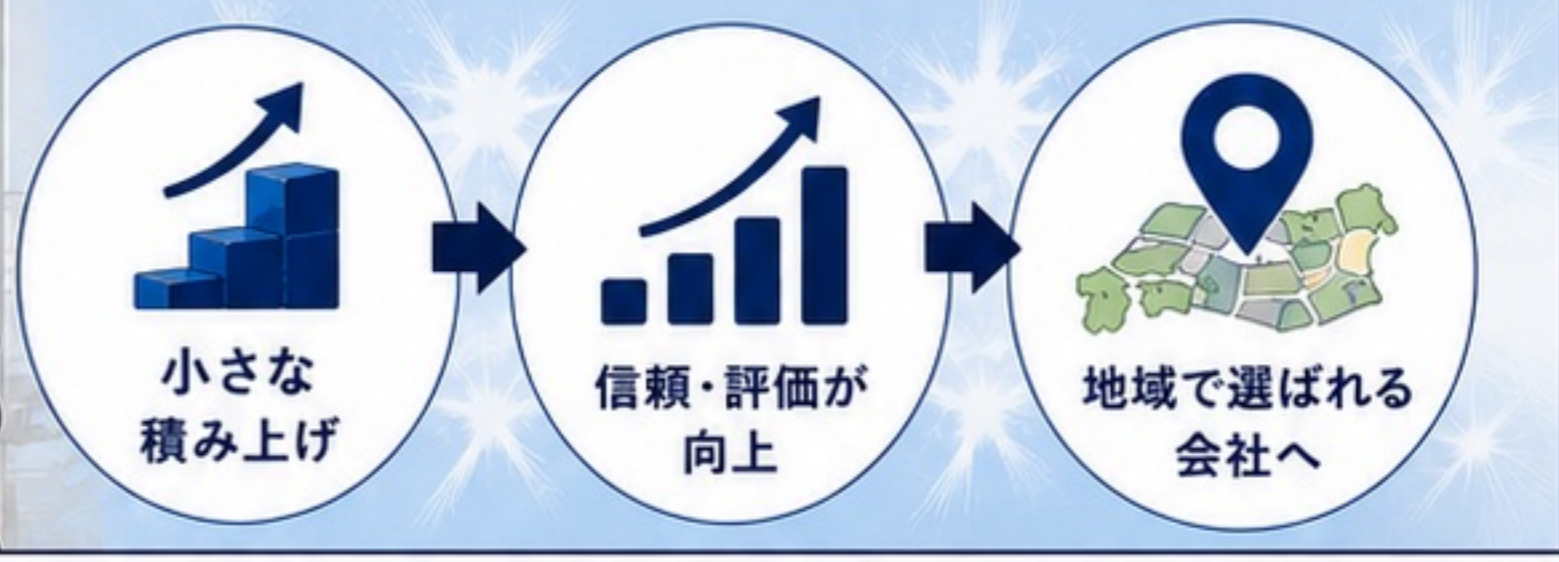 小さな
積み上げ
信頼・評価が
向上
地域で選ばれる
会社へ